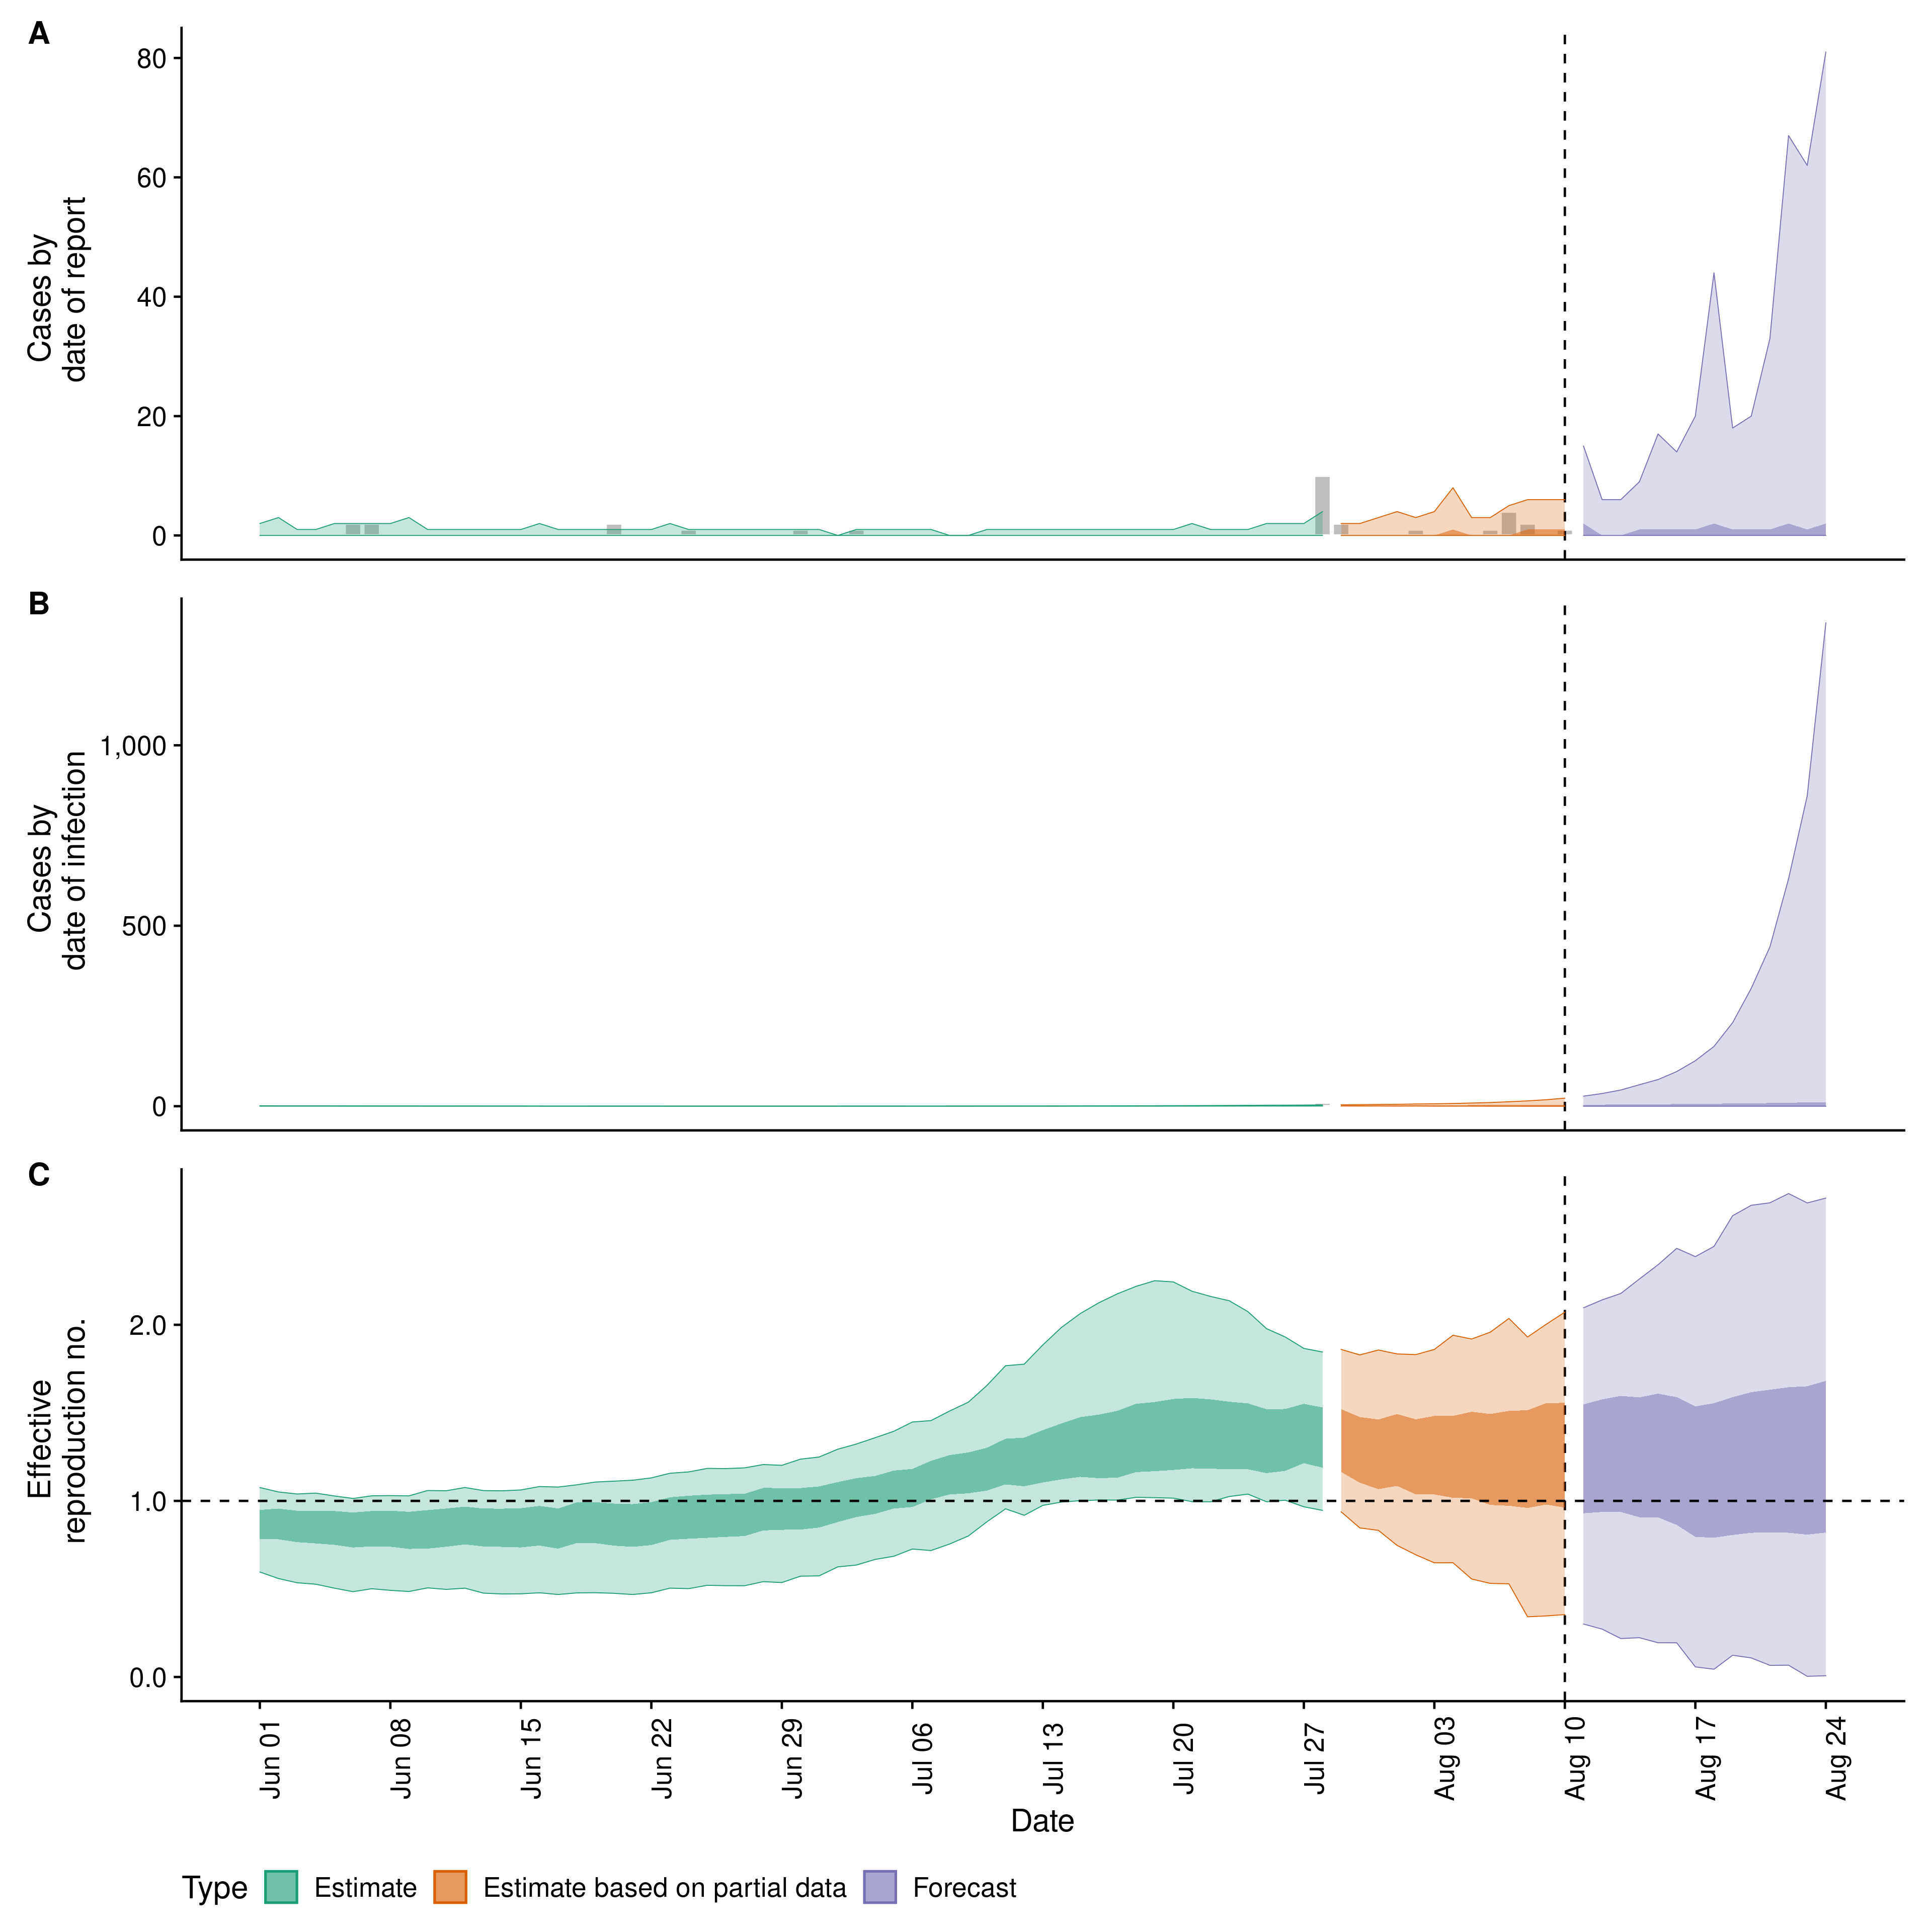 A
80
60
40
20
0
Cases by
date of report
B
1,000
500
0
Cases by
date of infection
C
2.0
1.0
0.0
Effective
reproduction no.
Jun 01
Jun 08
Jun 15
Jun 22
Jun 29
Jul 06
Jul 13
Jul 20
Jul 27
Aug 03
Aug 10
Aug 17
Aug 24
Date
Type Estimate Estimate based on partial data Forecast